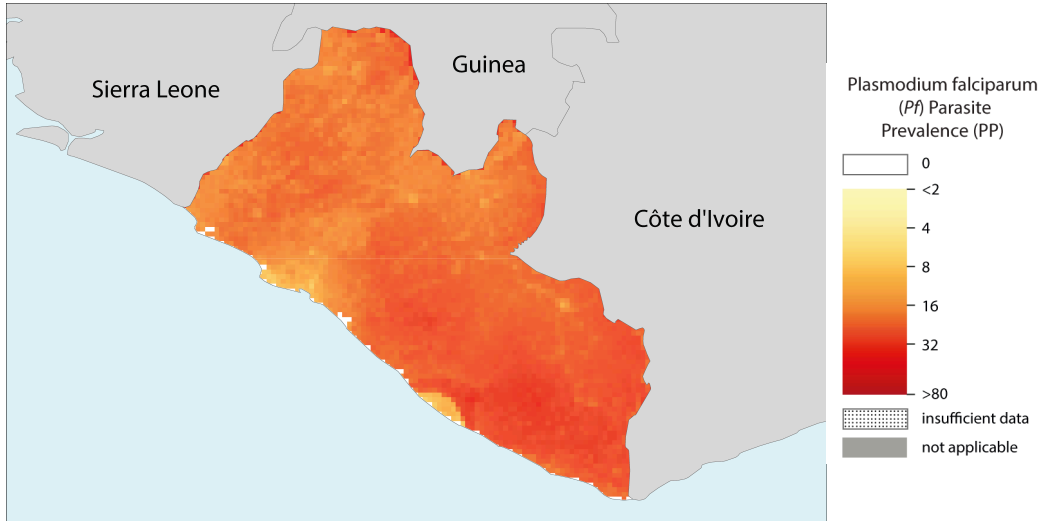 Sierra Leone
Guinea
Côte d'Ivoire
Plasmodium falciparum
(Pf) Parasite
Prevalence (PP)
0
<2
4
8
16
32
>80
insufficient data
not applicable